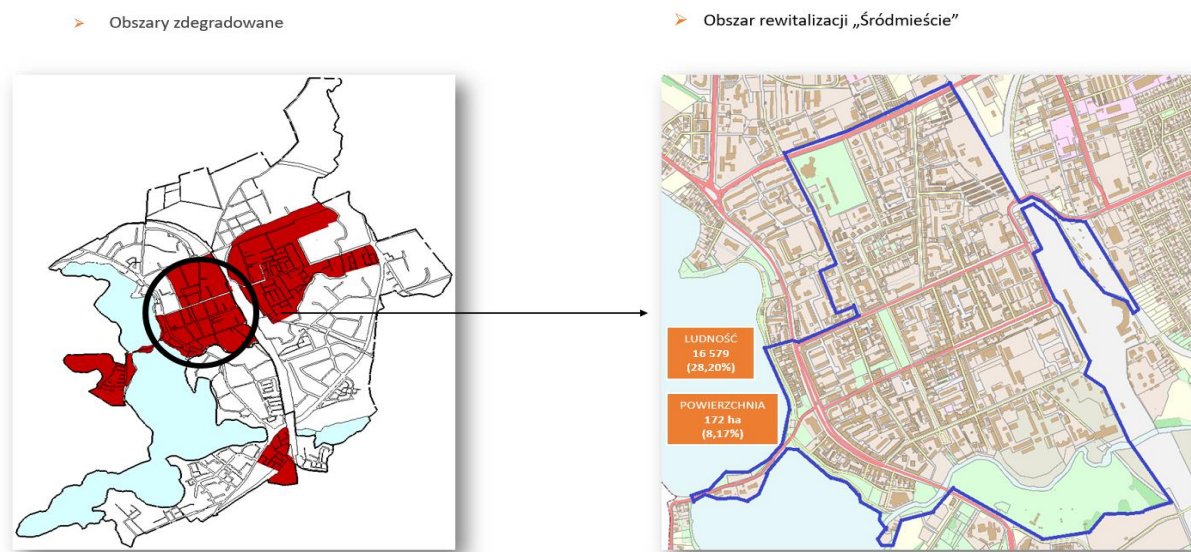 Obszary zdegradowane
Obszar rewitalizacji „Śródmieście”
LUDNOŚĆ
16 579
(28,20%)
POWIERZCHNIA
172 ha
(8,17%)